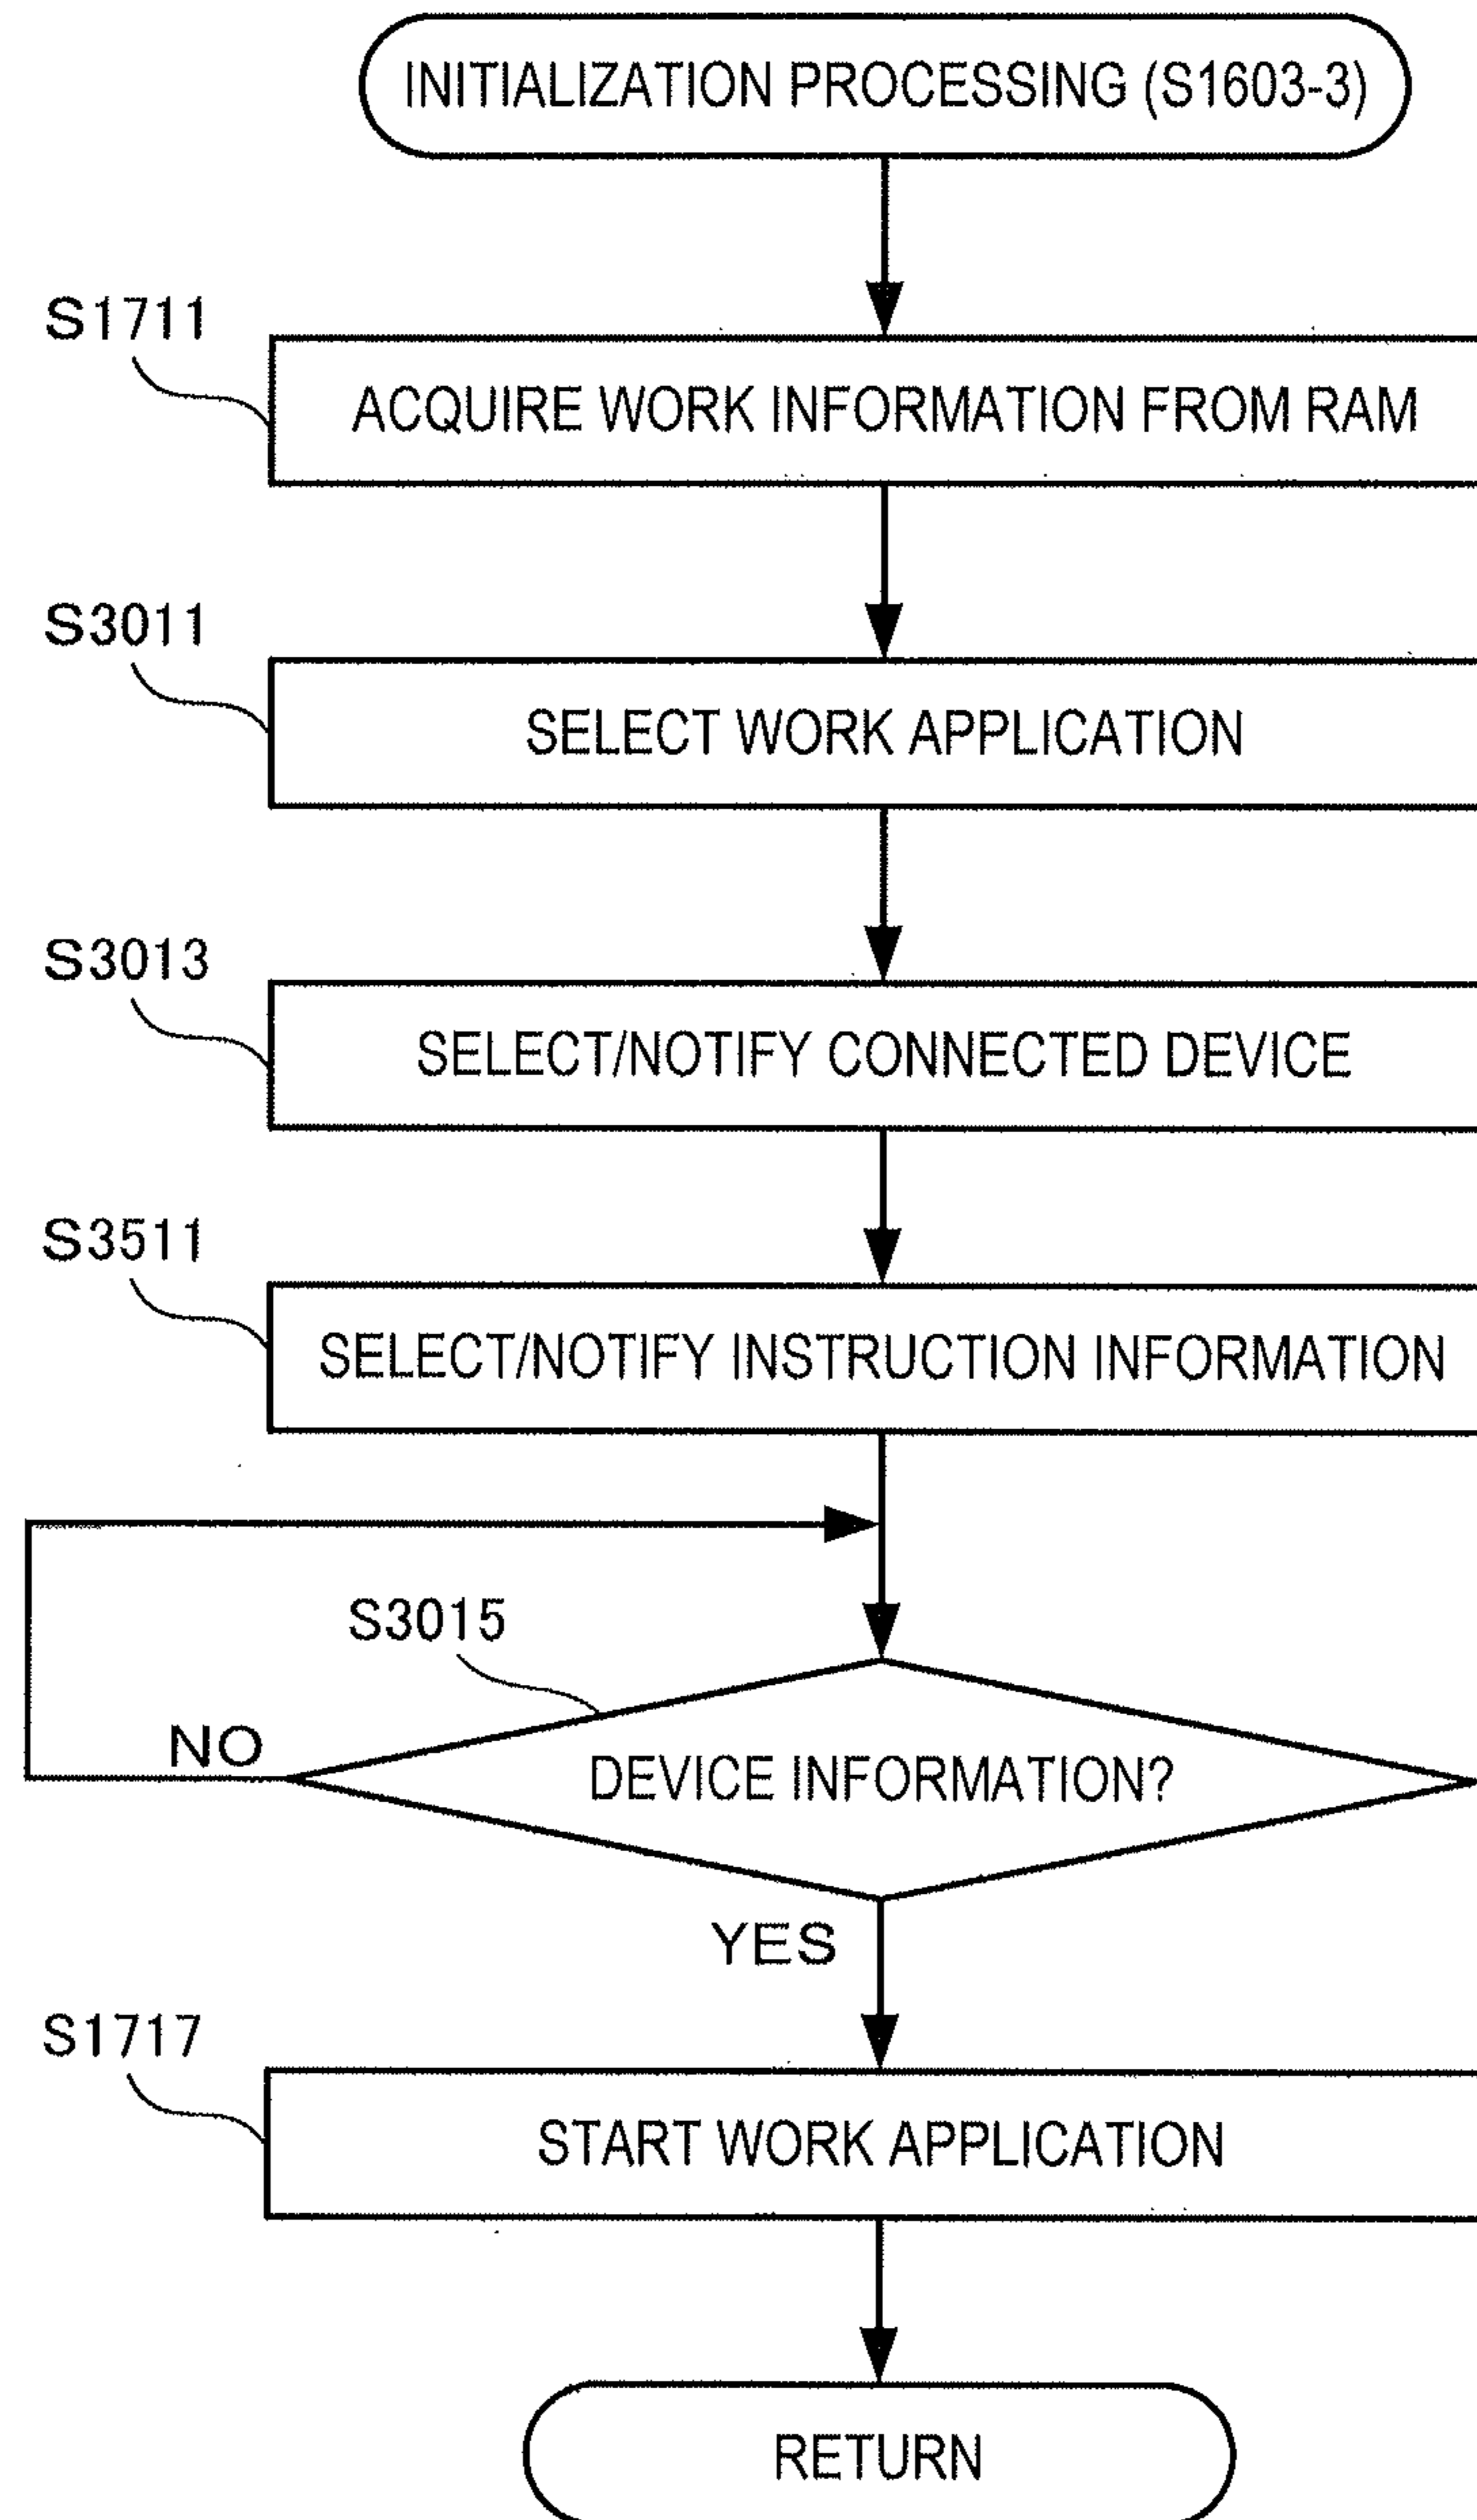 INITIALIZATION PROCESSING (S1603-3)
S1711
ACQUIRE WORK INFORMATION FROM RAM
S3011
SELECT WORK APPLICATION
S3013
SELECT/NOTIFY CONNECTED DEVICE
S3511
SELECT/NOTIFY INSTRUCTION INFORMATION
S3015
NO
DEVICE INFORMATION?
YES
S1717
START WORK APPLICATION
RETURN